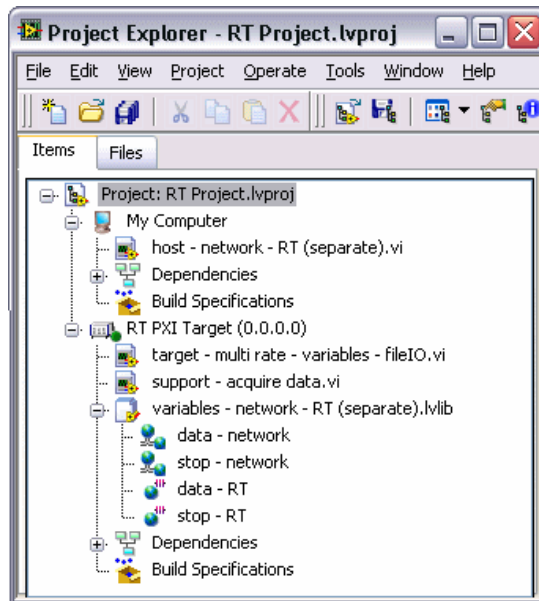 Project Explorer - RT Project.lvproj
File Edit View Project Operate Tools Window Help
Items Files
Project: RT Project.lvproj
My Computer
host - network - RT (separate).vi
Dependencies
Build Specifications
RT PXI Target (0.0.0.0)
target - multi rate - variables - fileIO.vi
support - acquire data.vi
variables - network - RT (separate).lvlib
data - network
stop - network
data - RT
stop - RT
Dependencies
Build Specifications